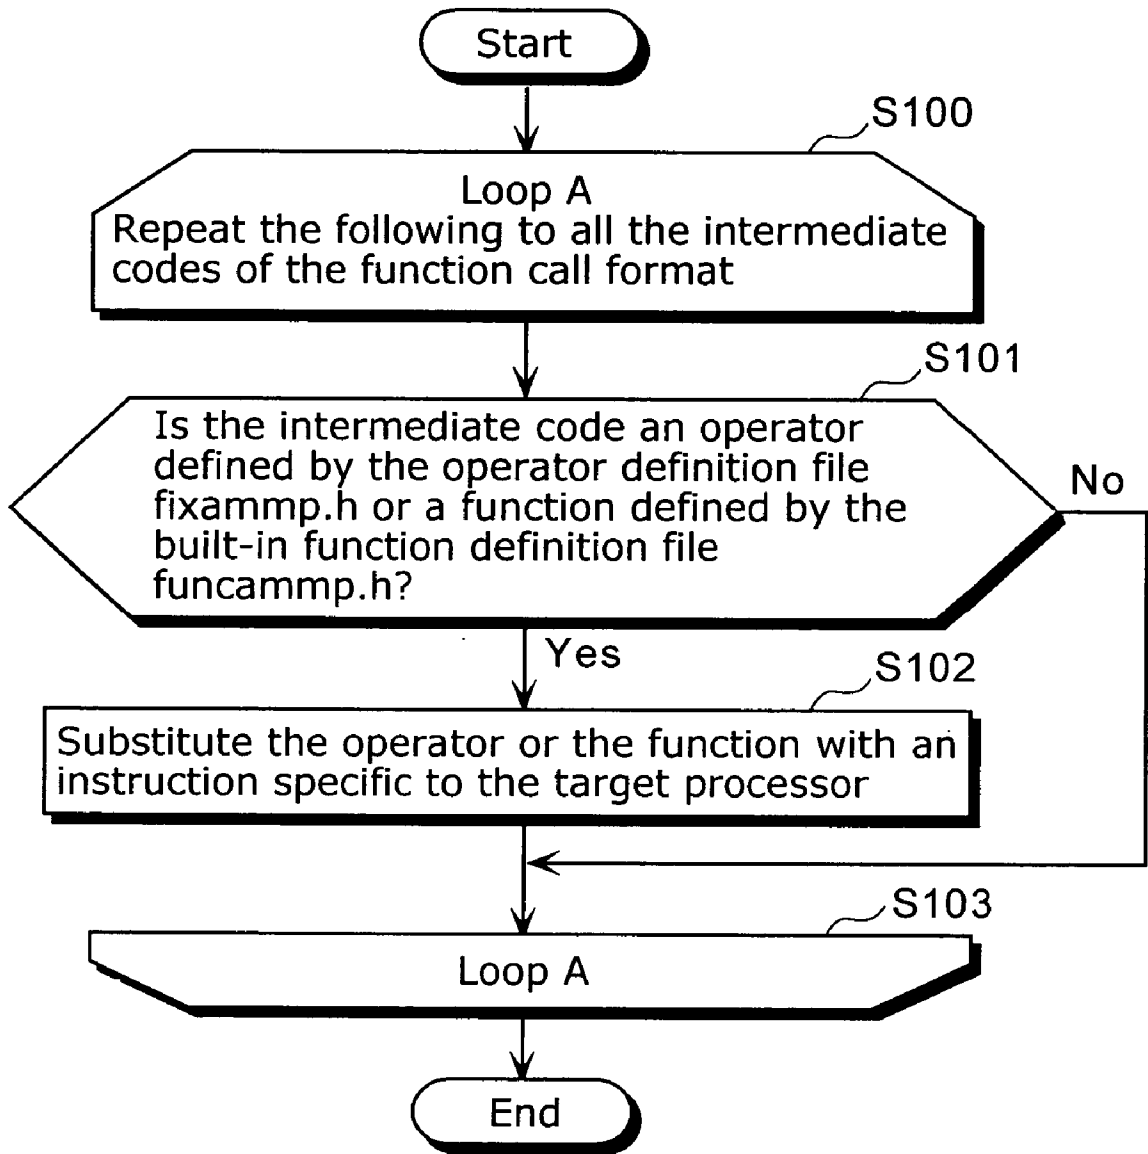 Start
S100
Loop A
Repeat the following to all the intermediate
codes of the function call format
S101
Is the intermediate code an operator
defined by the operator definition file
fixammp.h or a function defined by the
built-in function definition file
funcammp.h?
No
Yes
S102
Substitute the operator or the function with an
instruction specific to the target processor
S103
Loop A
End